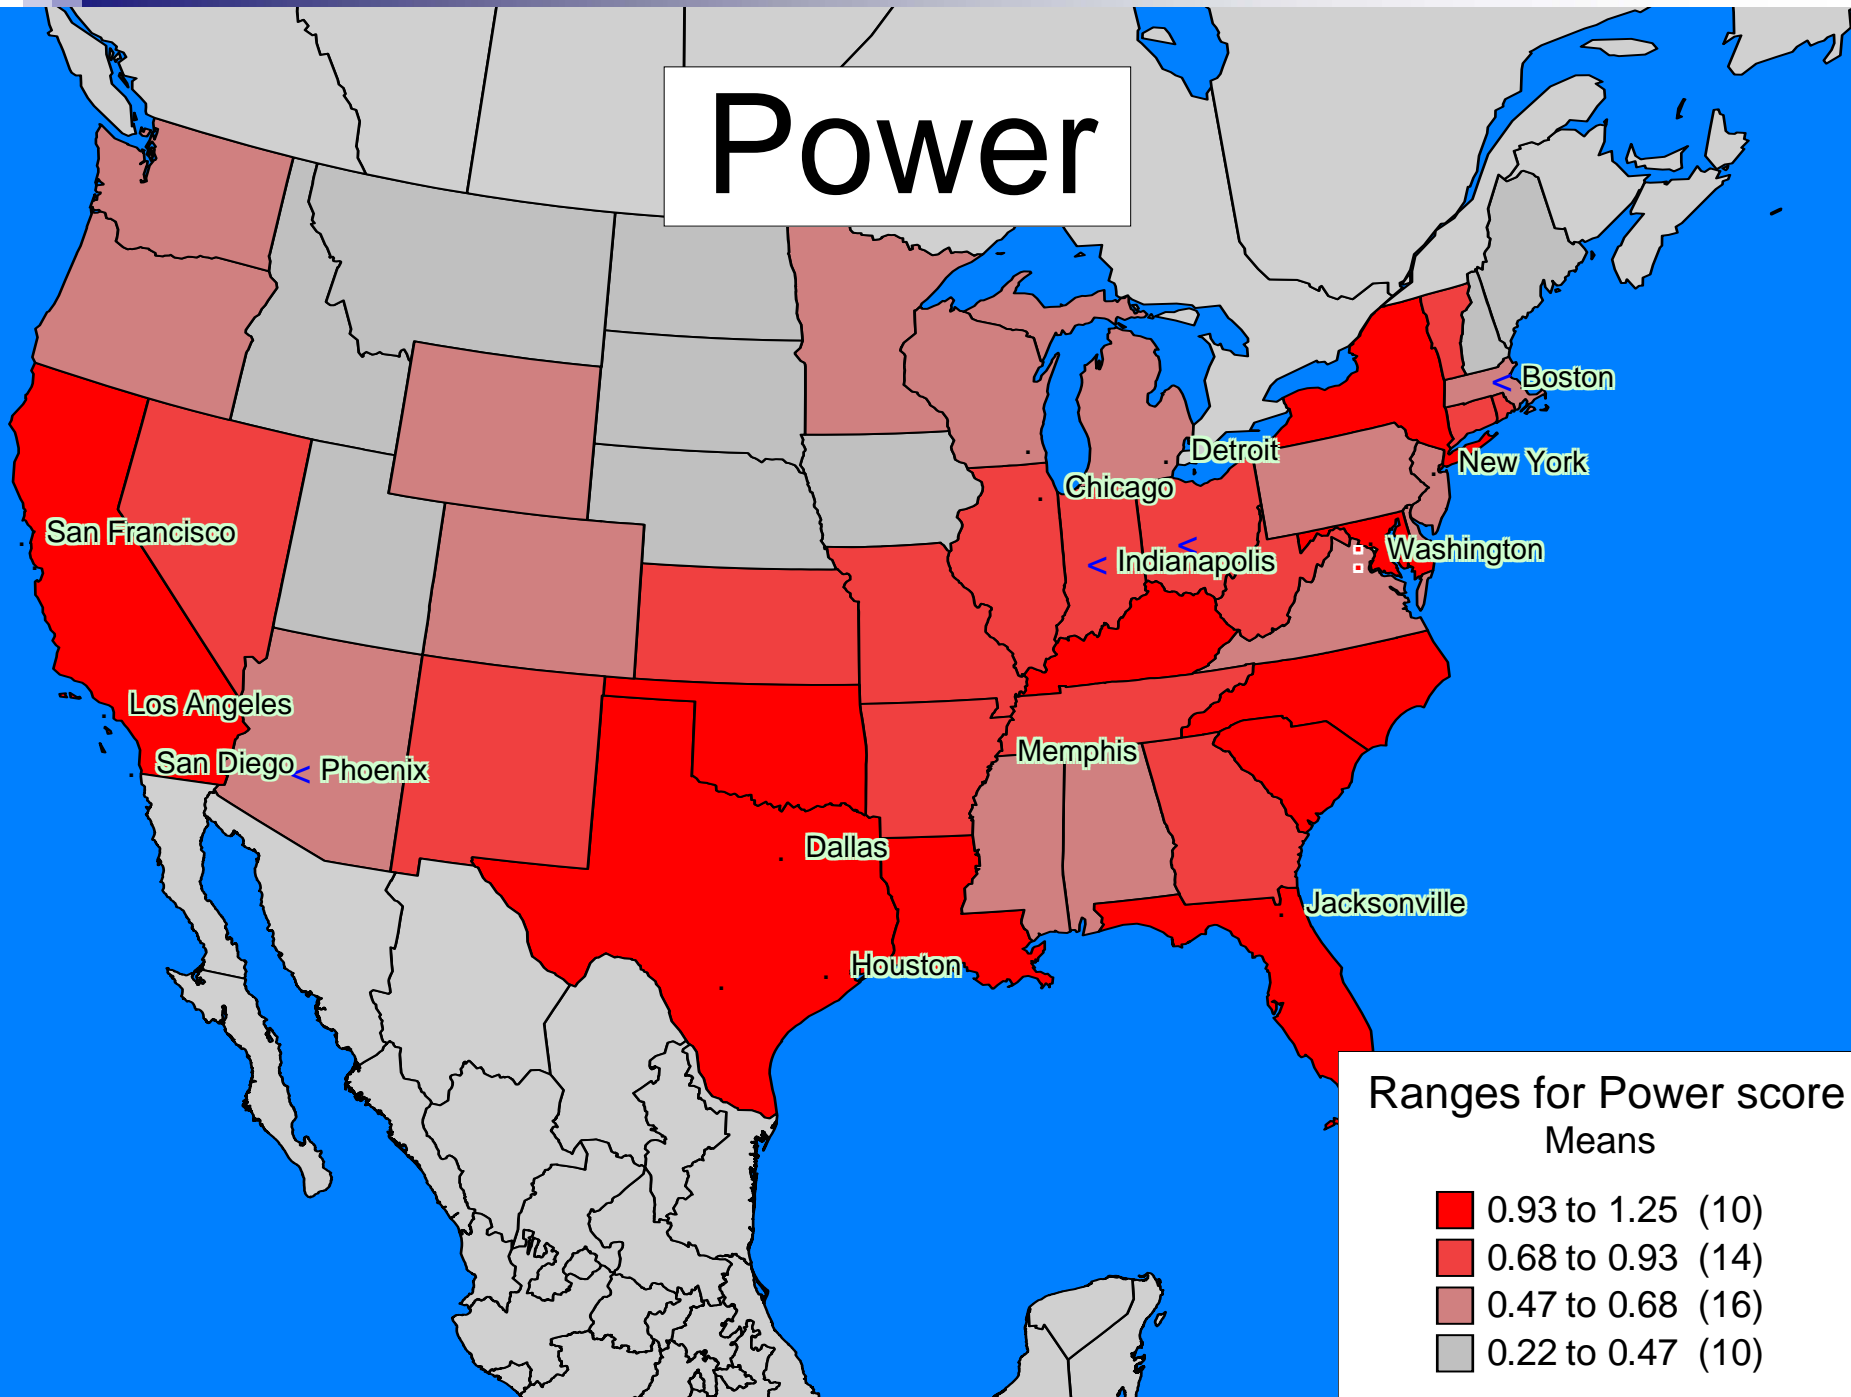 Power
Boston
Detroit
New York
Chicago
San Francisco
Washington
Indianapolis
Los Angeles
Memphis
San Diego
Phoenix
Dallas
Jacksonville
Houston
Ranges for Power score
Means
0.93 to 1.25 (10)
0.68 to 0.93 (14)
0.47 to 0.68 (16)
0.22 to 0.47 (10)